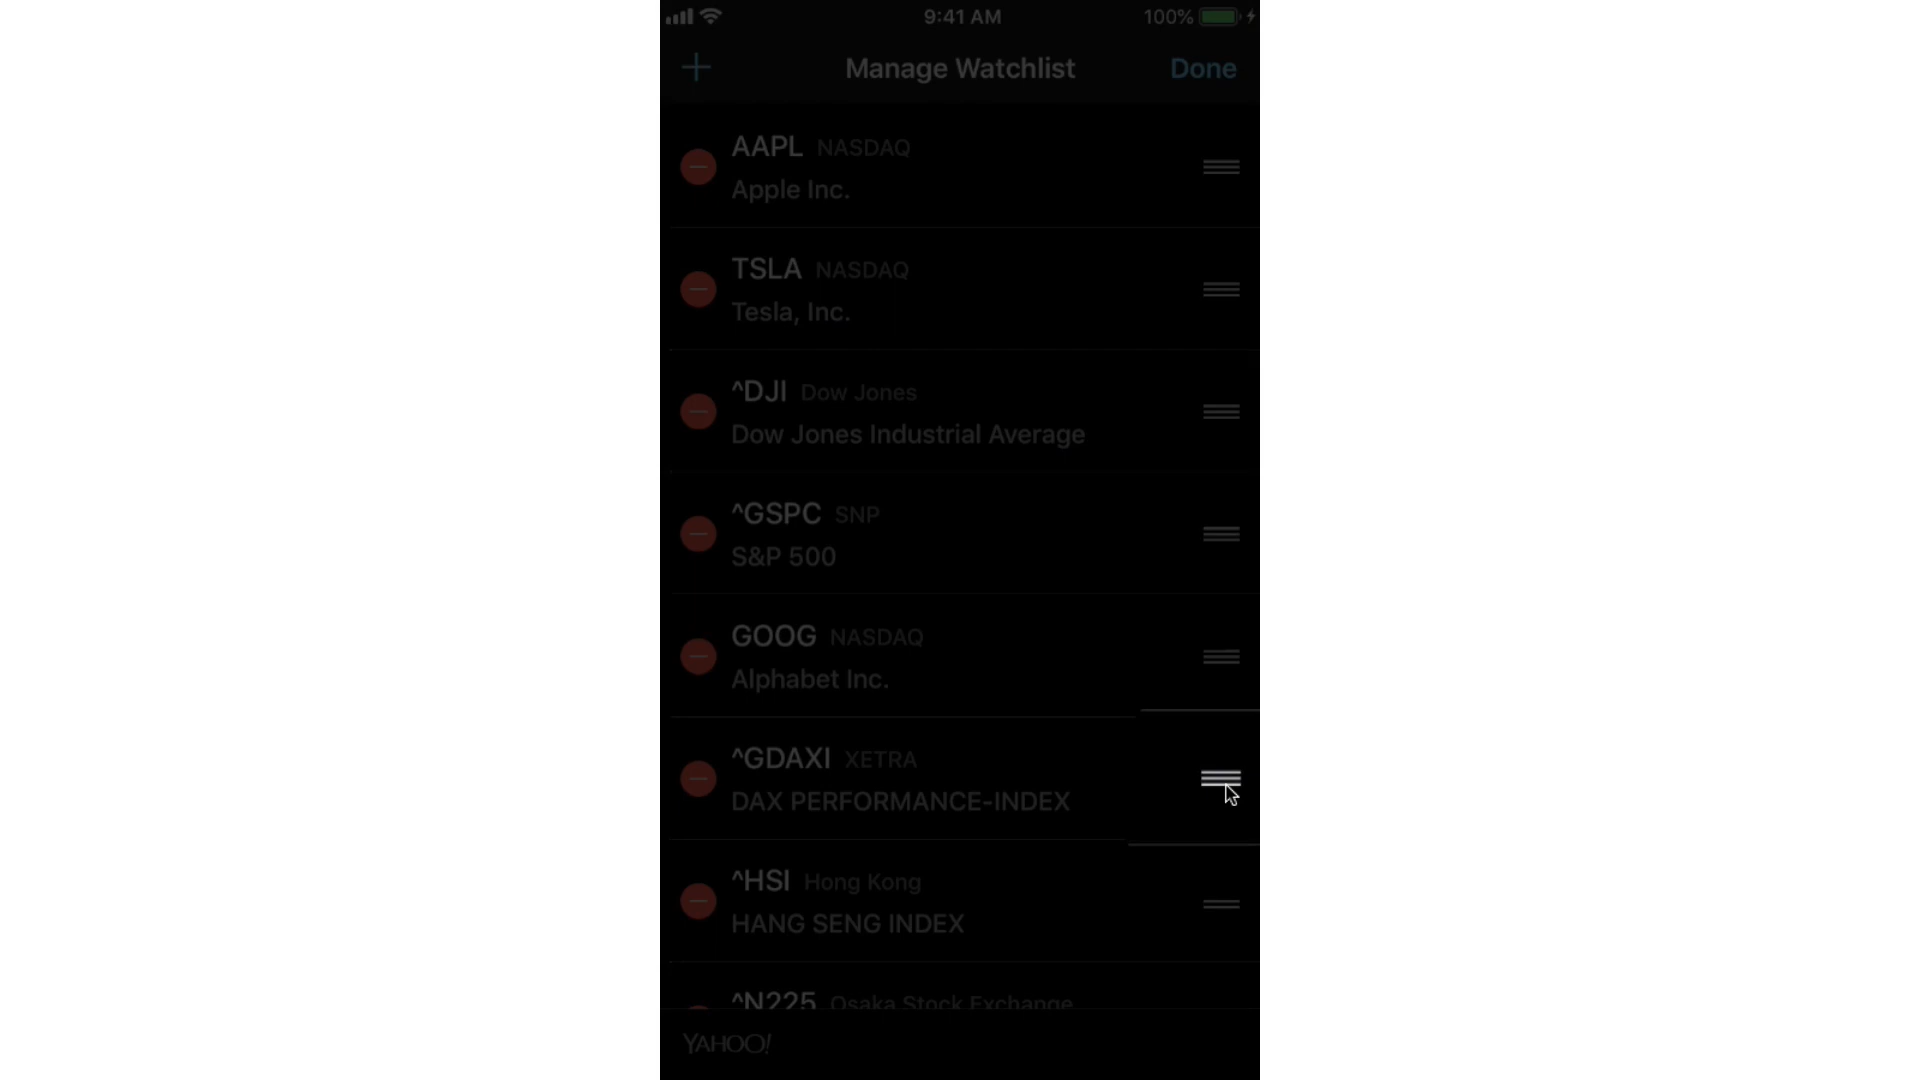 9:41 AM 100%
Manage Watchlist Done
AAPL NASDAQ
Apple Inc.
TSLA NASDAQ
Tesla, Inc.
^DJI Dow Jones
Dow Jones Industrial Average
^GSPC SNP
S&P 500
GOOG NASDAQ
Alphabet Inc.
^GDAXI XETRA
DAX PERFORMANCE-INDEX
^HSI Hong Kong
HANG SENG INDEX
^N225 Osaka Stock Exchange
YAHOO!